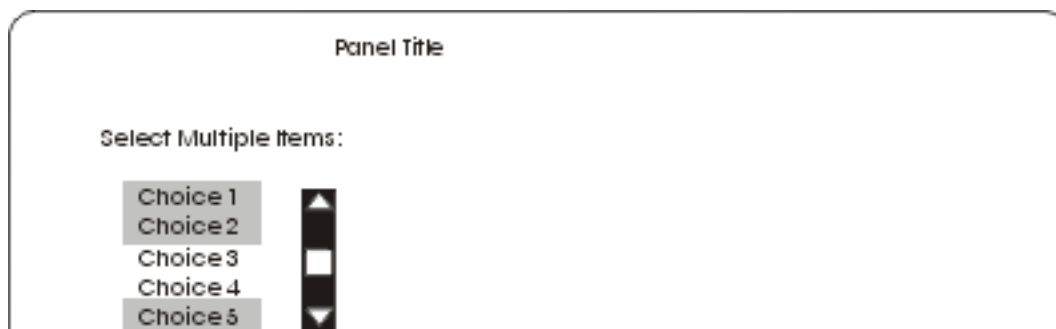 Panel Title
Select Multiple Items:
Choice 1
Choice 2
Choice 3
Choice 4
Choice 5